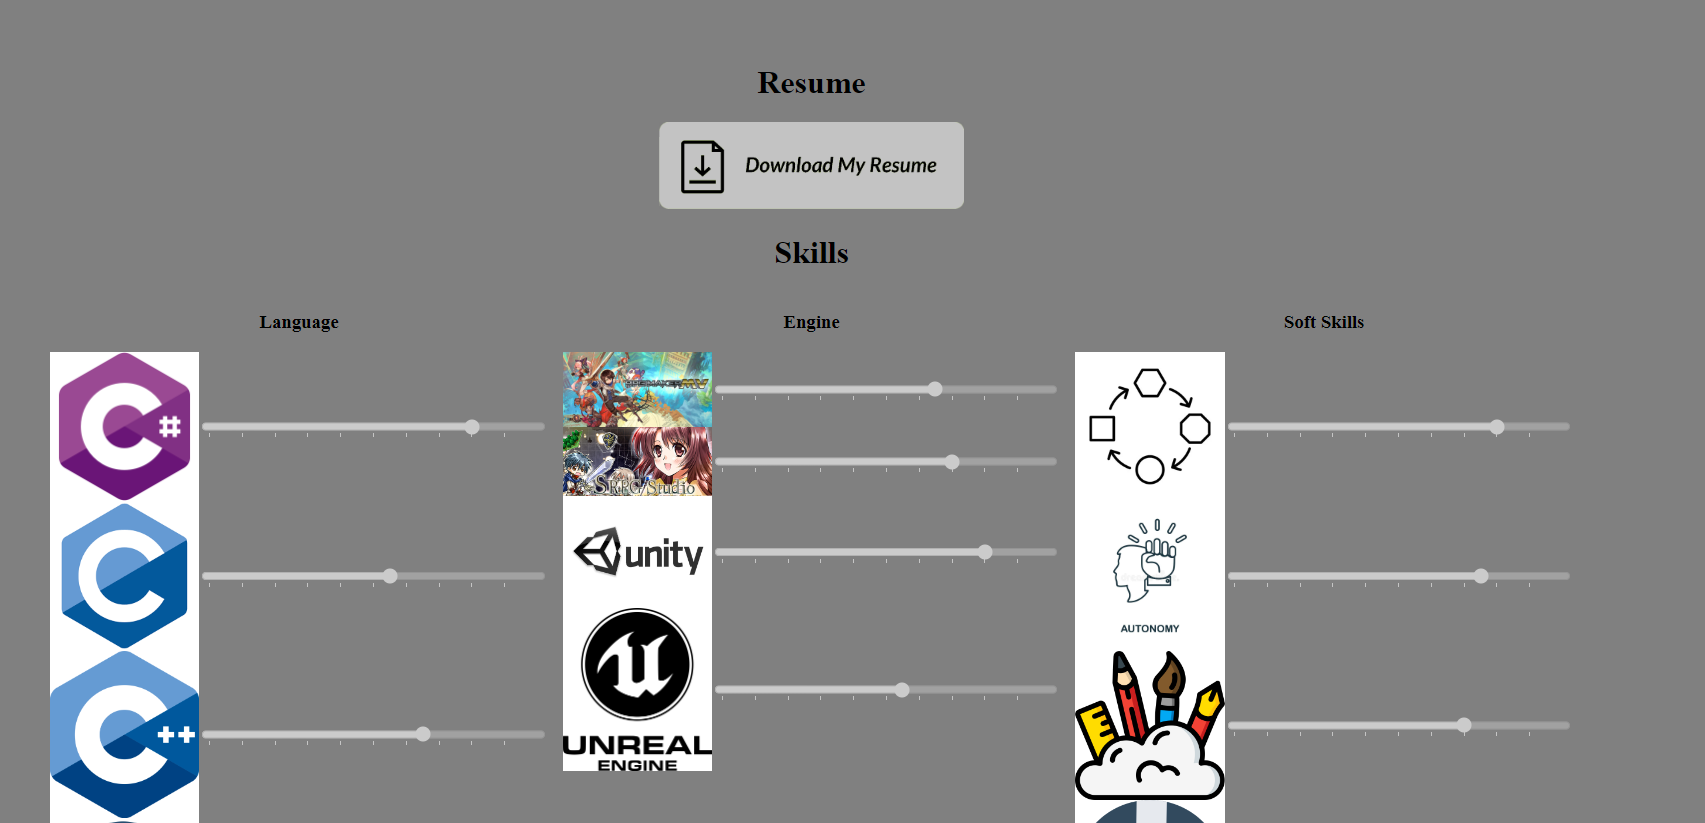 Resume
Download My Resume
Skills
Language
Engine
Soft Skills
C#
C
C++
RPG MAKER MV
SRPG Studio
unity
UNREAL
ENGINE
AUTONOMY